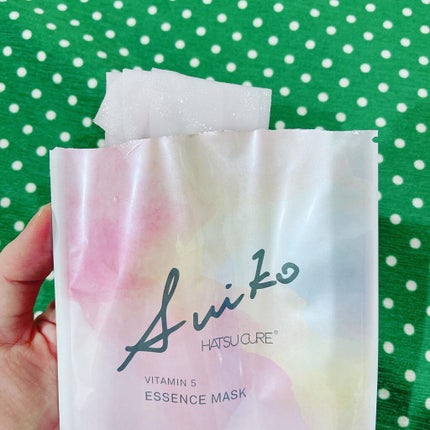 Suiko
HATSU CURE®
VITAMIN 5
ESSENCE MASK